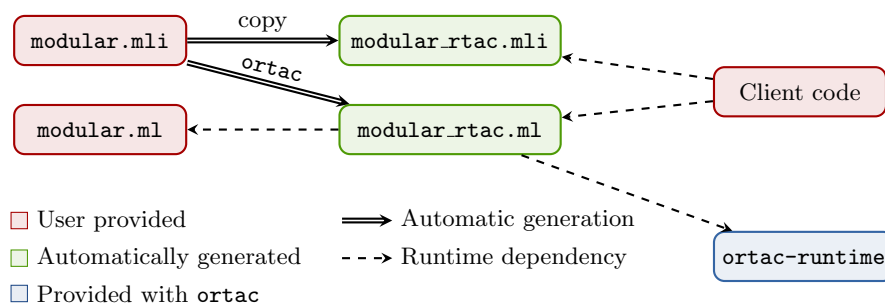 copy
modular.mli
modular_rtac.mli
ortac
Client code
modular.ml
modular_rtac.ml
User provided
Automatic generation
Automatically generated
Runtime dependency
ortac-runtime
Provided with ortac